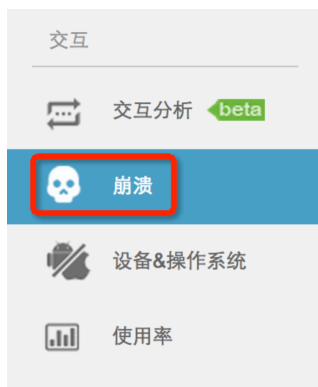 交互
交互分析 beta
崩溃
设备&操作系统
使用率